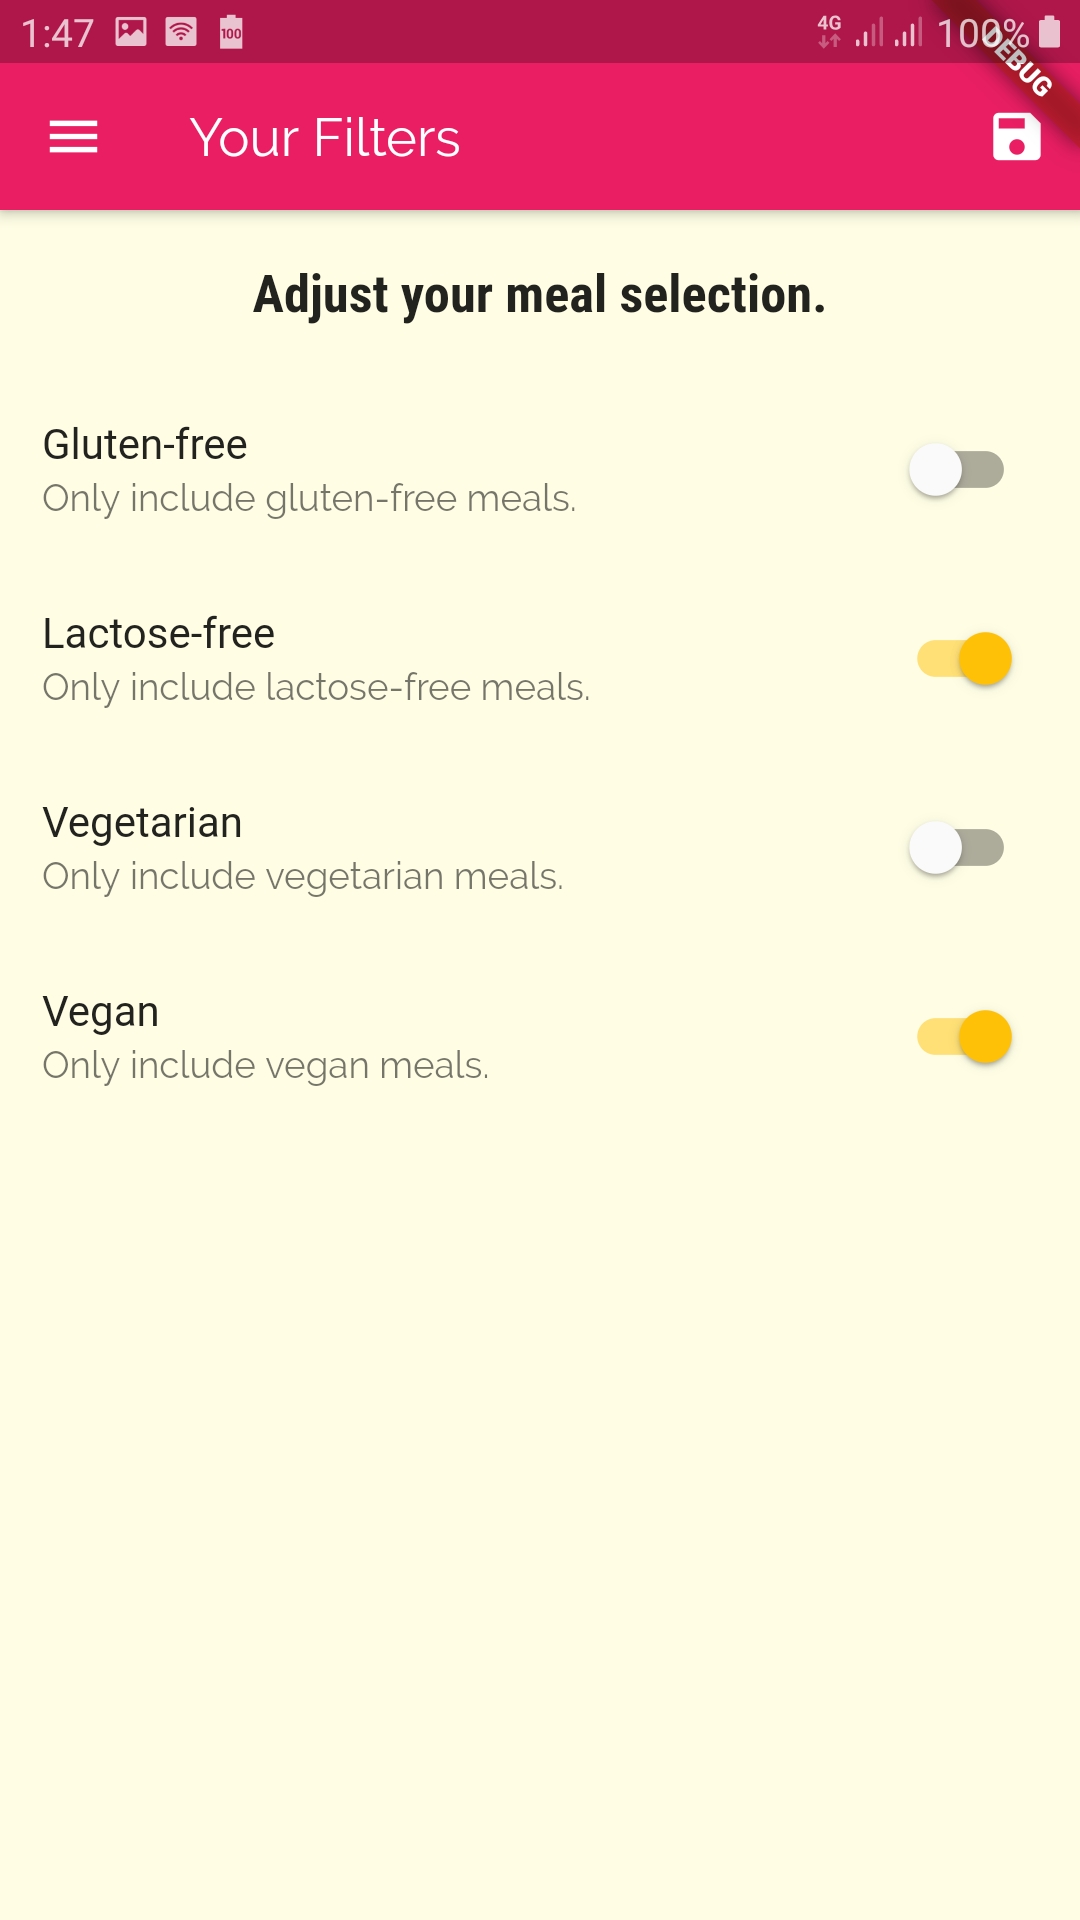 1:47 100 4G 100%
DEBUG
Your Filters
Adjust your meal selection.
Gluten-free
Only include gluten-free meals.
Lactose-free
Only include lactose-free meals.
Vegetarian
Only include vegetarian meals.
Vegan
Only include vegan meals.